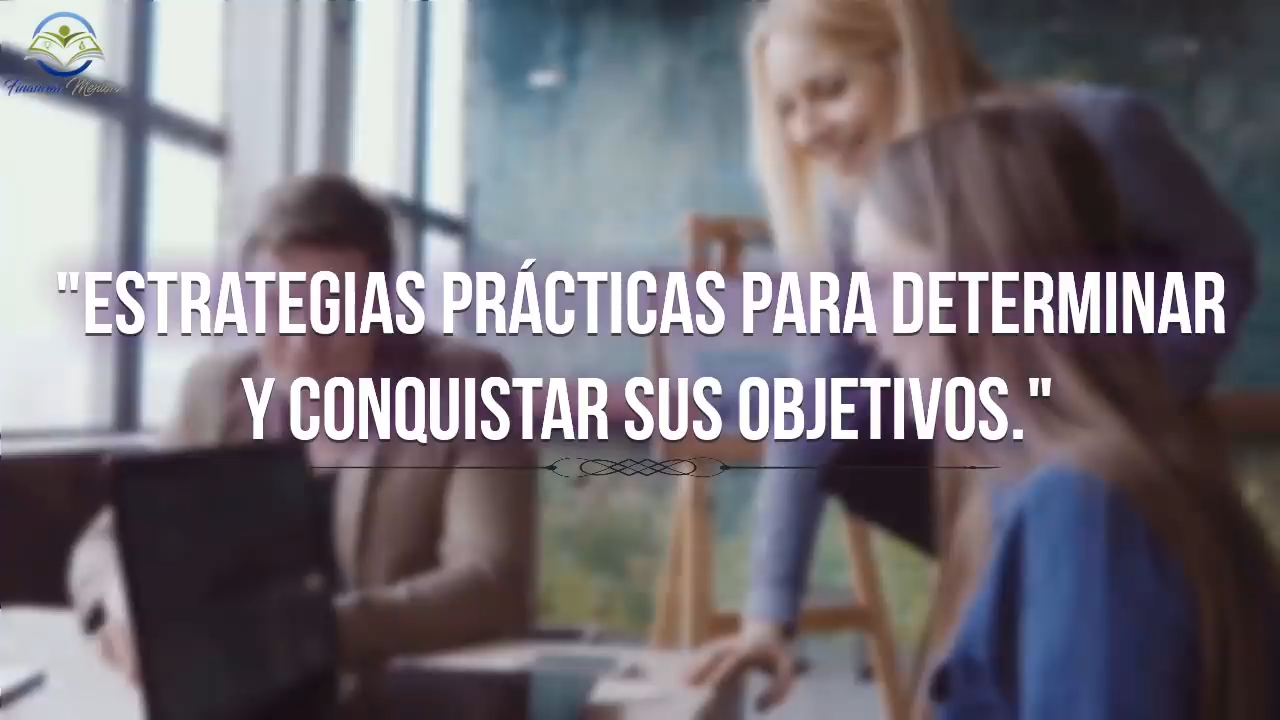 "ESTRATEGIAS PRÁCTICAS PARA DETERMINAR
Y CONQUISTAR SUS OBJETIVOS."